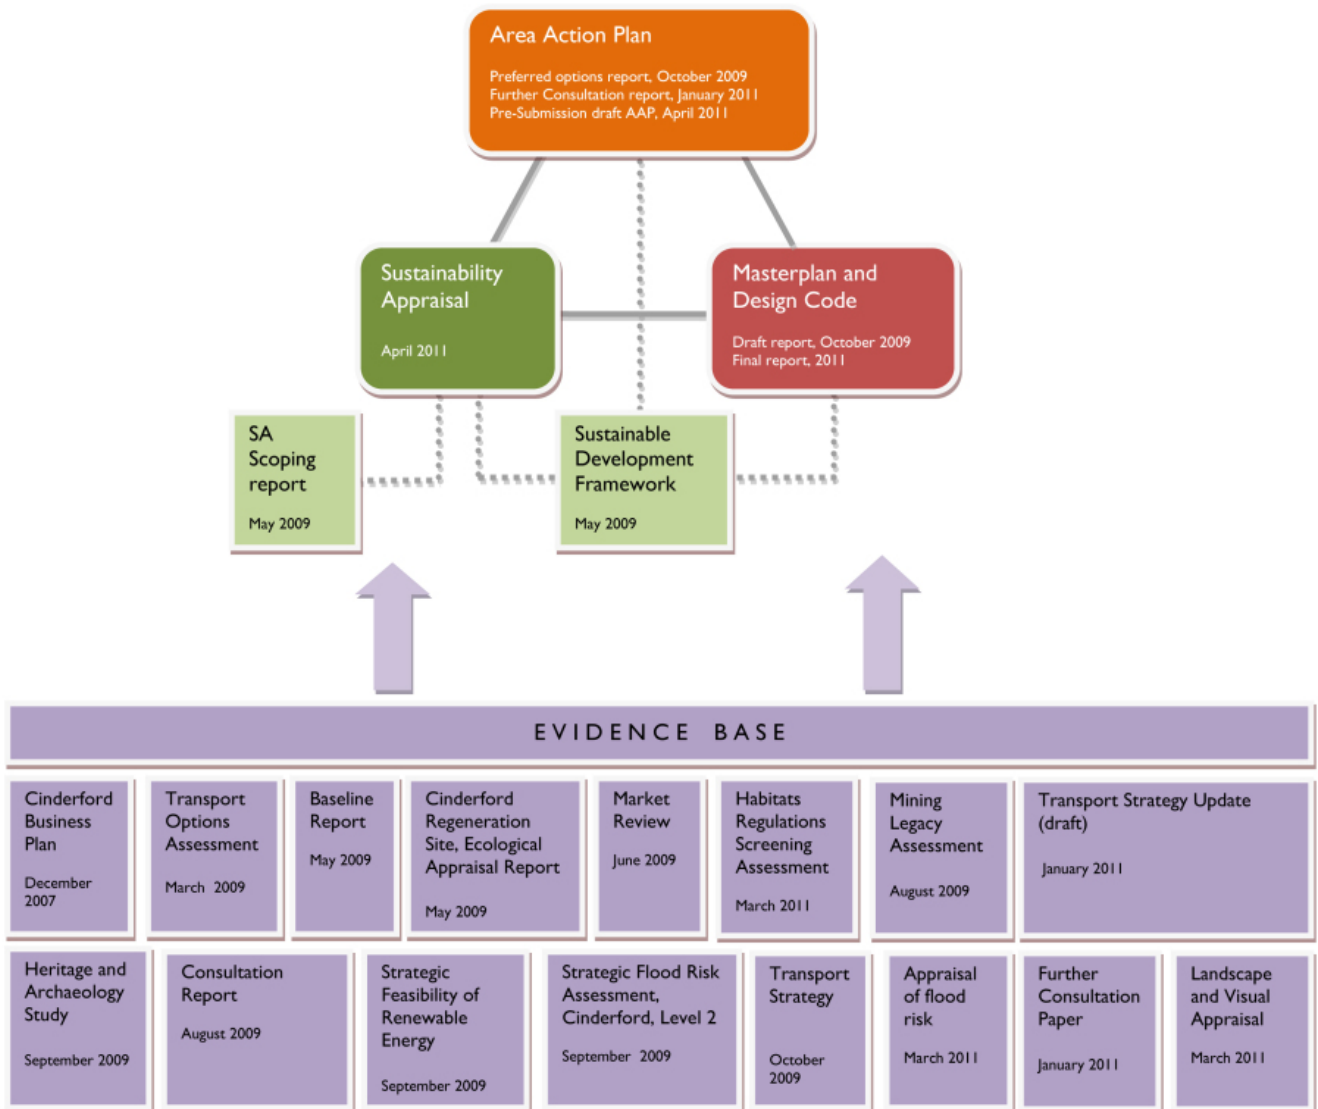 Area Action Plan
Preferred options report, October 2009
Further Consultation report, January 2011
Pre-Submission draft AAP, April 2011
Sustainability
Appraisal
April 2011
Masterplan and
Design Code
Draft report, October 2009
Final report, 2011
SA
Scoping
report
May 2009
Sustainable
Development
Framework
May 2009
EVIDENCE BASE
Cinderford
Business
Plan
December
2007
Transport
Options
Assessment
March 2009
Baseline
Report
May 2009
Cinderford
Regeneration
Site, Ecological
Appraisal Report
May 2009
Market
Review
June 2009
Habitats
Regulations
Screening
Assessment
March 2011
Mining
Legacy
Assessment
August 2009
Transport Strategy Update
(draft)
January 2011
Heritage and
Archaeology
Study
September 2009
Consultation
Report
August 2009
Strategic
Feasibility of
Renewable
Energy
September 2009
Strategic Flood Risk
Assessment,
Cinderford, Level 2
September 2009
Transport
Strategy
October
2009
Appraisal
of flood
risk
March 2011
Further
Consultation
Paper
January 2011
Landscape
and Visual
Appraisal
March 2011